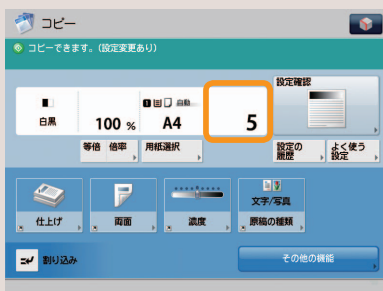 コピー
コピーできます。(設定変更あり)
設定確認
自動
白黒
100 %
A4
5
等倍
倍率
用紙選択
設定の
履歴
よく使う
設定
文字/写真
仕上げ
両面
濃度
原稿の種類
割り込み
その他の機能